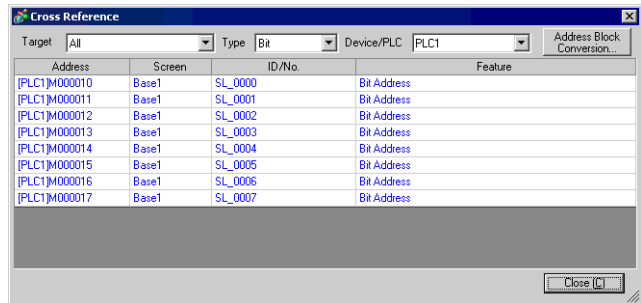 Cross Reference
Target All Type Bit Device/PLC PLC1 Address Block
Conversion...
Address Screen ID/No. Feature
[PLC1]M000010 Base1 SL_0000 Bit Address
[PLC1]M000011 Base1 SL_0001 Bit Address
[PLC1]M000012 Base1 SL_0002 Bit Address
[PLC1]M000013 Base1 SL_0003 Bit Address
[PLC1]M000014 Base1 SL_0004 Bit Address
[PLC1]M000015 Base1 SL_0005 Bit Address
[PLC1]M000016 Base1 SL_0006 Bit Address
[PLC1]M000017 Base1 SL_0007 Bit Address
Close (C)